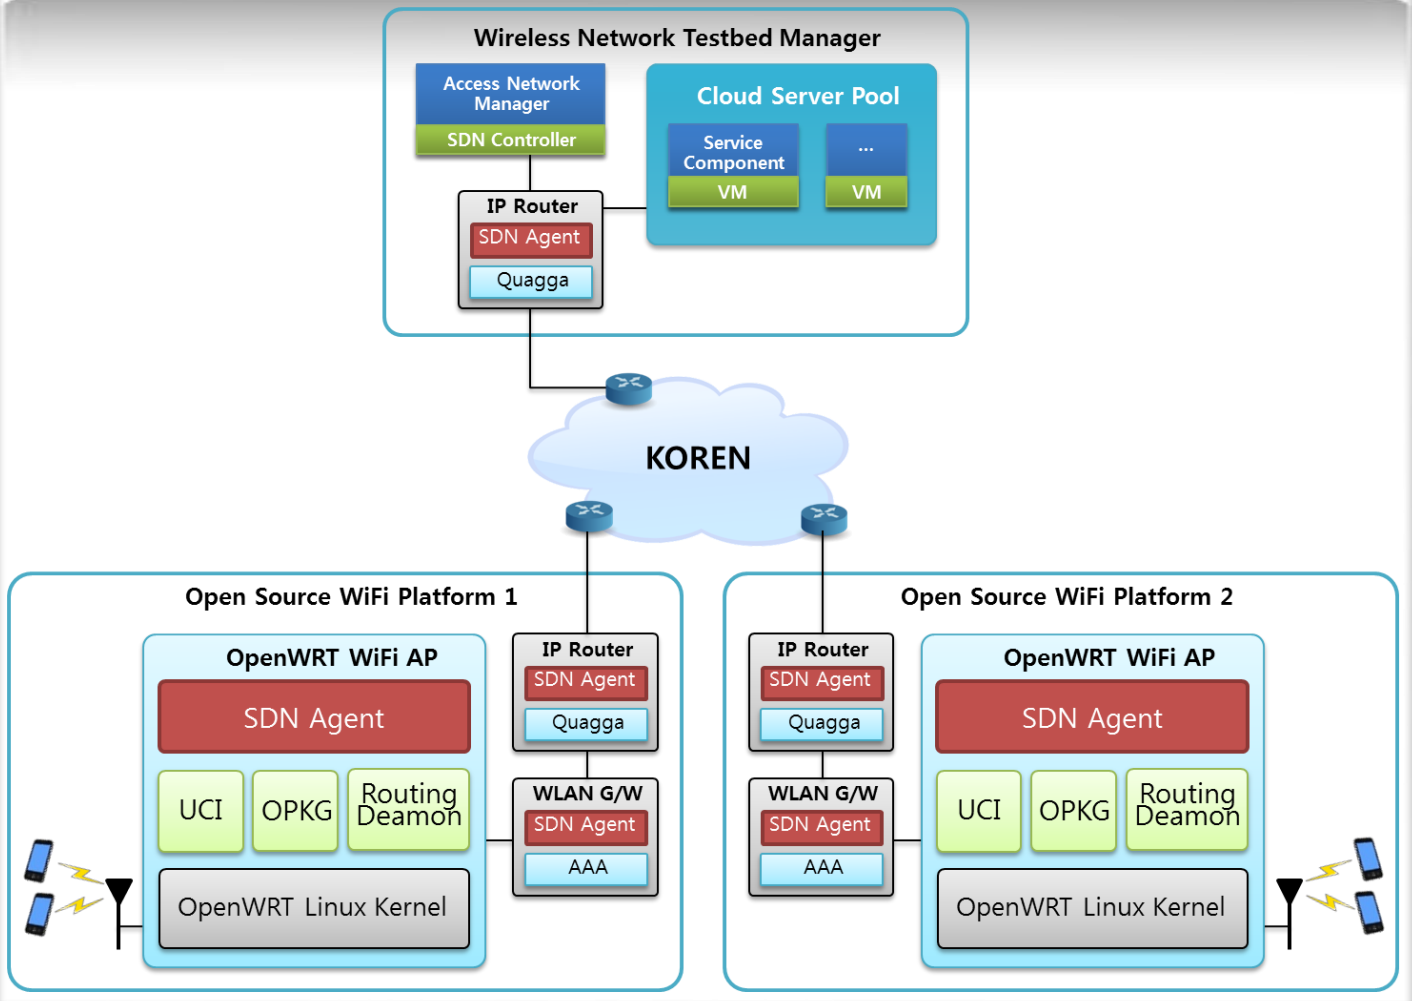 Wireless Network Testbed Manager
Access Network
Manager
SDN Controller
Cloud Server Pool
Service
Component
VM
...
VM
IP Router
SDN Agent
Quagga
KOREN
Open Source WiFi Platform 1
OpenWRT WiFi AP
SDN Agent
UCI
OPKG
Routing
Deamon
OpenWRT Linux Kernel
IP Router
SDN Agent
Quagga
WLAN G/W
SDN Agent
AAA
Open Source WiFi Platform 2
IP Router
SDN Agent
Quagga
WLAN G/W
SDN Agent
AAA
OpenWRT WiFi AP
SDN Agent
UCI
OPKG
Routing
Deamon
OpenWRT Linux Kernel